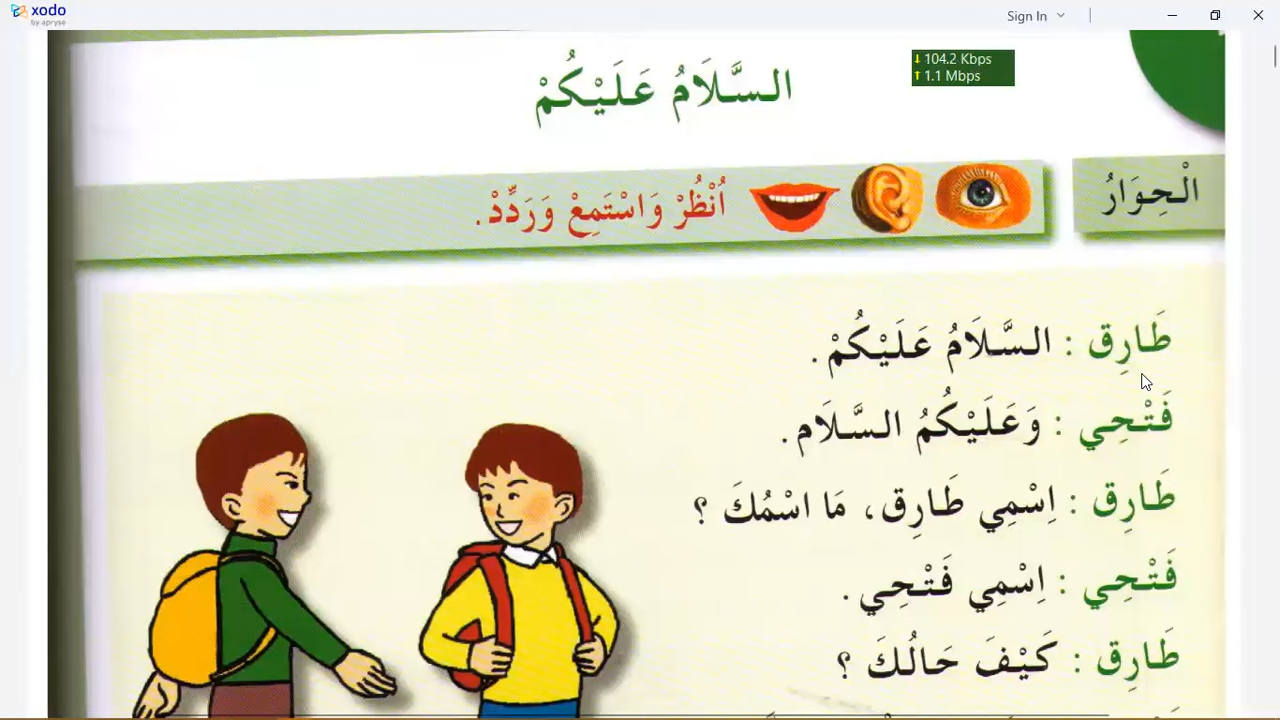 xodo
by apryse
Sign In
↓ 104.2 Kbps
↑ 1.1 Mbps
السَّلَامُ عَلَيْكُمْ
الْحِوَارُ
اُنْظُرْ وَاسْتَمِعْ وَرَدِّدْ.
طَارِق : السَّلَامُ عَلَيْكُمْ.
فَتْحِي : وَعَلَيْكُمُ السَّلَام.
طَارِق : اِسْمِي طَارِق، مَا اسْمُكَ ؟
فَتْحِي : اِسْمِي فَتْحِي.
طَارِق : كَيْفَ حَالُكَ ؟